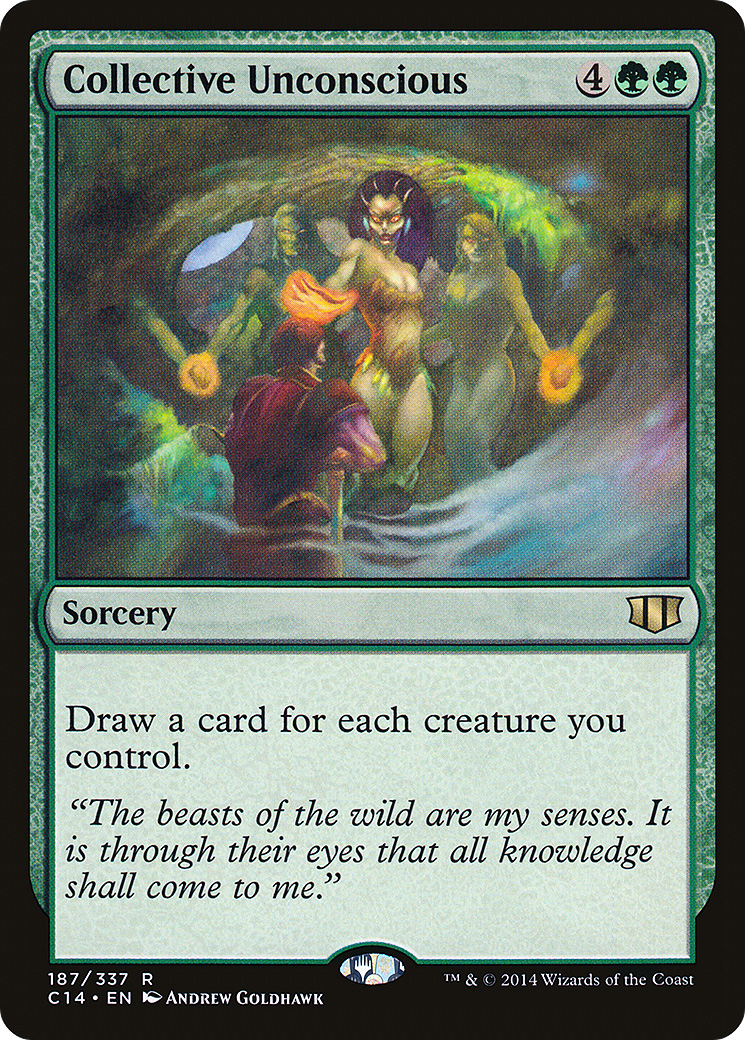 Collective Unconscious 4
Sorcery
Draw a card for each creature you
control.
“The beasts of the wild are my senses. It
is through their eyes that all knowledge
shall come to me.”
187/337 R
C14 • EN Andrew Goldhawk
™ & © 2014 Wizards of the Coast